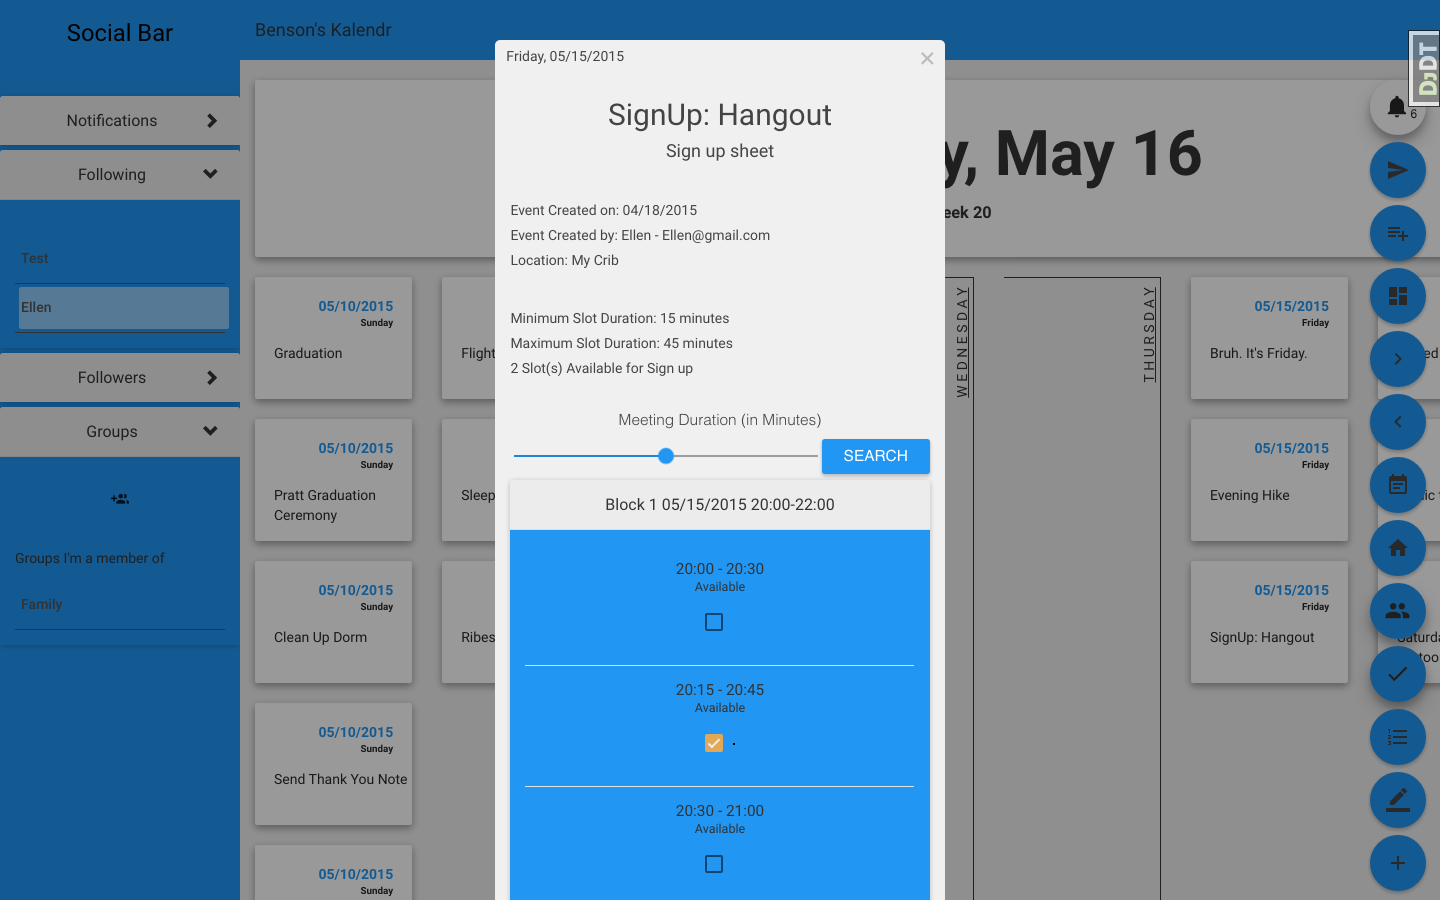 Social Bar
Benson's Kalendr
DJDT
Notifications
Following
Test
Ellen
Followers
Groups
Groups I'm a member of
Family
y, May 16
eek 20
6
05/10/2015
Sunday
Graduation
05/10/2015
Sunday
Pratt Graduation
Ceremony
05/10/2015
Sunday
Clean Up Dorm
05/10/2015
Sunday
Send Thank You Note
05/10/2015
Sunday
Flight
Sleep
Ribes
Friday, 05/15/2015
SignUp: Hangout
Sign up sheet
Event Created on: 04/18/2015
Event Created by: Ellen - Ellen@gmail.com
Location: My Crib
Minimum Slot Duration: 15 minutes
Maximum Slot Duration: 45 minutes
2 Slot(s) Available for Sign up
Meeting Duration (in Minutes)
SEARCH
Block 1 05/15/2015 20:00-22:00
20:00 - 20:30
Available
20:15 - 20:45
Available
20:30 - 21:00
Available
WEDNESDAY
THURSDAY
05/15/2015
Friday
Bruh. It's Friday.
05/15/2015
Friday
Evening Hike
05/15/2015
Friday
SignUp: Hangout